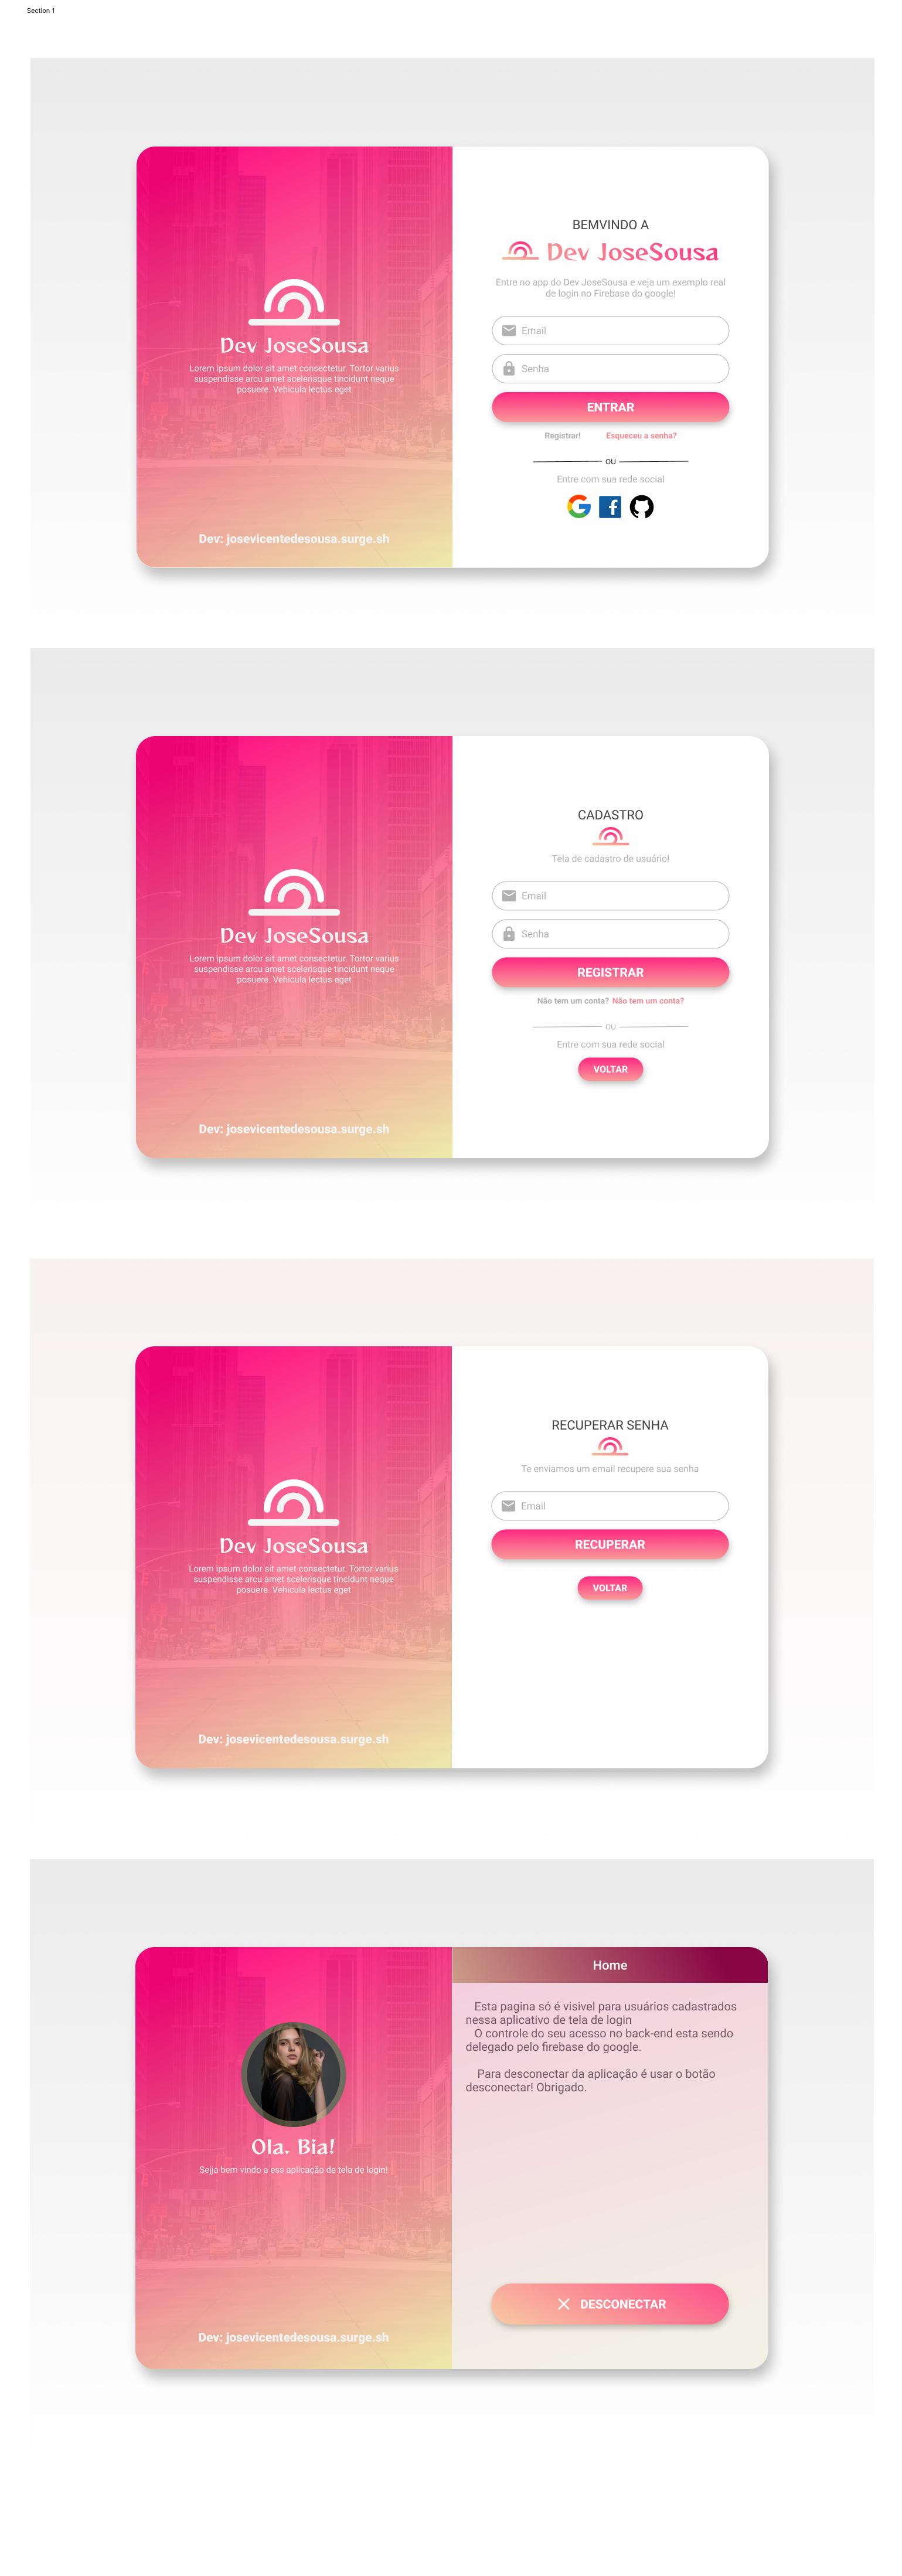 Section 1
Dev JoseSousa
Lorem ipsum dolor sit amet consectetur. Tortor varius
suspendisse arcu amet scelerisque tincidunt neque
posuere. Vehicula lectus eget
Dev: josevicentedesousa.surge.sh
BEMVINDO A
Dev JoseSousa
Entre no app do Dev JoseSousa e veja um exemplo real
de login no Firebase do google!
Email
Senha
ENTRAR
Registrar! Esqueceu a senha?
OU
Entre com sua rede social
Dev JoseSousa
Lorem ipsum dolor sit amet consectetur. Tortor varius
suspendisse arcu amet scelerisque tincidunt neque
posuere. Vehicula lectus eget
Dev: josevicentedesousa.surge.sh
CADASTRO
Tela de cadastro de usuário!
Email
Senha
REGISTRAR
Não tem um conta? Não tem um conta?
OU
Entre com sua rede social
VOLTAR
Dev JoseSousa
Lorem ipsum dolor sit amet consectetur. Tortor varius
suspendisse arcu amet scelerisque tincidunt neque
posuere. Vehicula lectus eget
Dev: josevicentedesousa.surge.sh
RECUPERAR SENHA
Te enviamos um email recupere sua senha
Email
RECUPERAR
VOLTAR
Ola. Bia!
Sejja bem vindo a ess aplicação de tela de login!
Dev: josevicentedesousa.surge.sh
Home
Esta pagina só é visivel para usuários cadastrados
nessa aplicativo de tela de login
O controle do seu acesso no back-end esta sendo
delegado pelo firebase do google.
Para desconectar da aplicação é usar o botão
desconectar! Obrigado.
DESCONECTAR